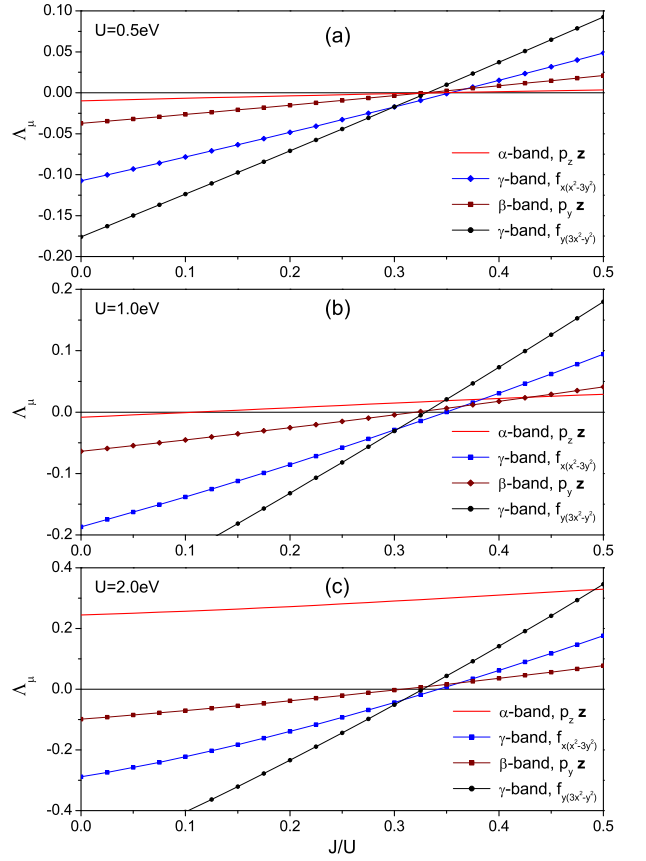 U=0.5eV
(a)
0.10
0.05
0.00
-0.05
-0.10
-0.15
-0.20
Λμ
α-band, pz z
γ-band, fx(x²-3y²)
β-band, py z
γ-band, fy(3x²-y²)
0.0 0.1 0.2 0.3 0.4 0.5
U=1.0eV
(b)
0.2
0.1
0.0
-0.1
-0.2
Λμ
α-band, pz z
γ-band, fx(x²-3y²)
β-band, py z
γ-band, fy(3x²-y²)
0.0 0.1 0.2 0.3 0.4 0.5
U=2.0eV
(c)
0.4
0.2
0.0
-0.2
-0.4
Λμ
α-band, pz z
γ-band, fx(x²-3y²)
β-band, py z
γ-band, fy(3x²-y²)
0.0 0.1 0.2 0.3 0.4 0.5
J/U